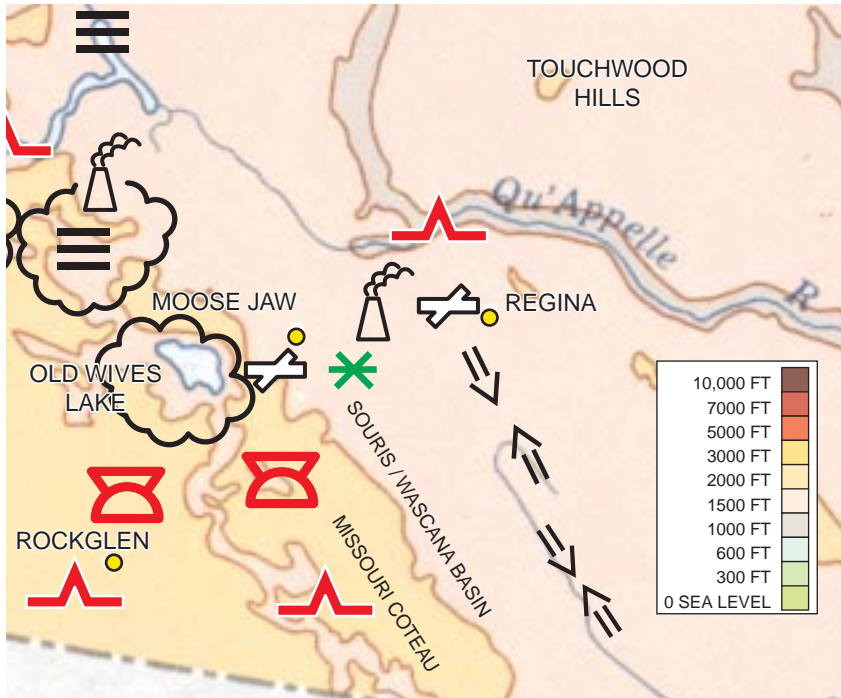 TOUCHWOOD
HILLS
Qu'Appelle
R
MOOSE JAW
REGINA
OLD WIVES
LAKE
SOURIS / WASCANA BASIN
MISSOURI COTEAU
ROCKGLEN
10,000 FT
7000 FT
5000 FT
3000 FT
2000 FT
1500 FT
1000 FT
600 FT
300 FT
0 SEA LEVEL